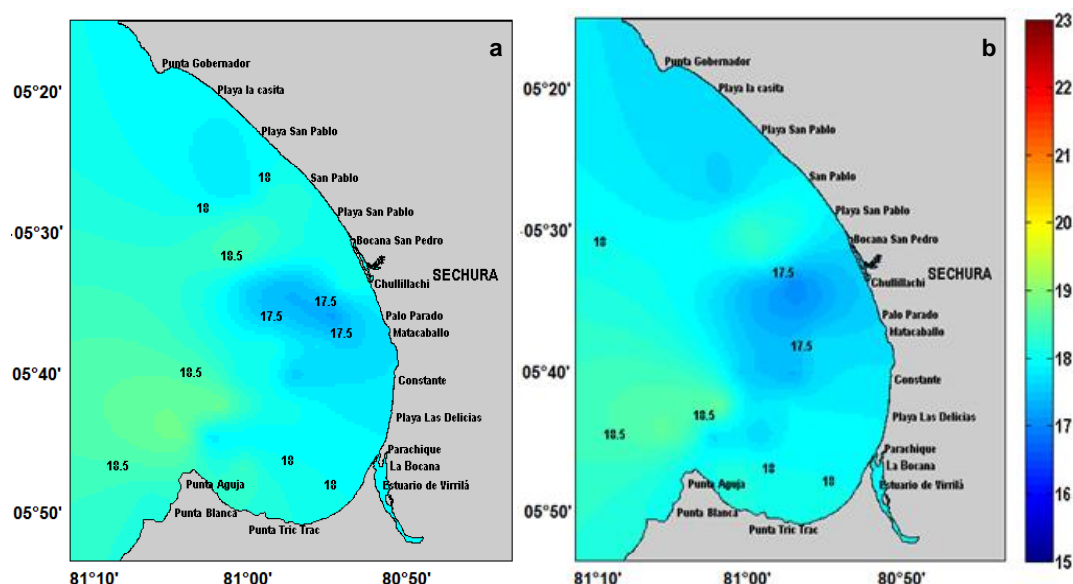 a
Punta Gobernador
Playa la casita
Playa San Pablo
San Pablo
Playa San Pablo
Bocana San Pedro
SECHURA
Chullillachi
Palo Parado
Matacaballo
Constante
Playa Las Delicias
Parachique
La Bocana
Estuario de Virrilá
Punta Aguja
Punta Blanca
Punta Tric Trac
18
18
18.5
17.5
17.5
17.5
18.5
18.5
18
18
05°20'
05°30'
05°40'
05°50'
81°10'
81°00'
80°50'
b
Punta Gobernador
Playa la casita
Playa San Pablo
San Pablo
Playa San Pablo
Bocana San Pedro
SECHURA
Chullillachi
Palo Parado
Matacaballo
Constante
Playa Las Delicias
Parachique
La Bocana
Estuario de Virrilá
Punta Aguja
Punta Blanca
Punta Tric Trac
18
17.5
17.5
18.5
18.5
18
18
05°20'
05°30'
05°40'
05°50'
81°10'
81°00'
80°50'
23
22
21
20
19
18
17
16
15